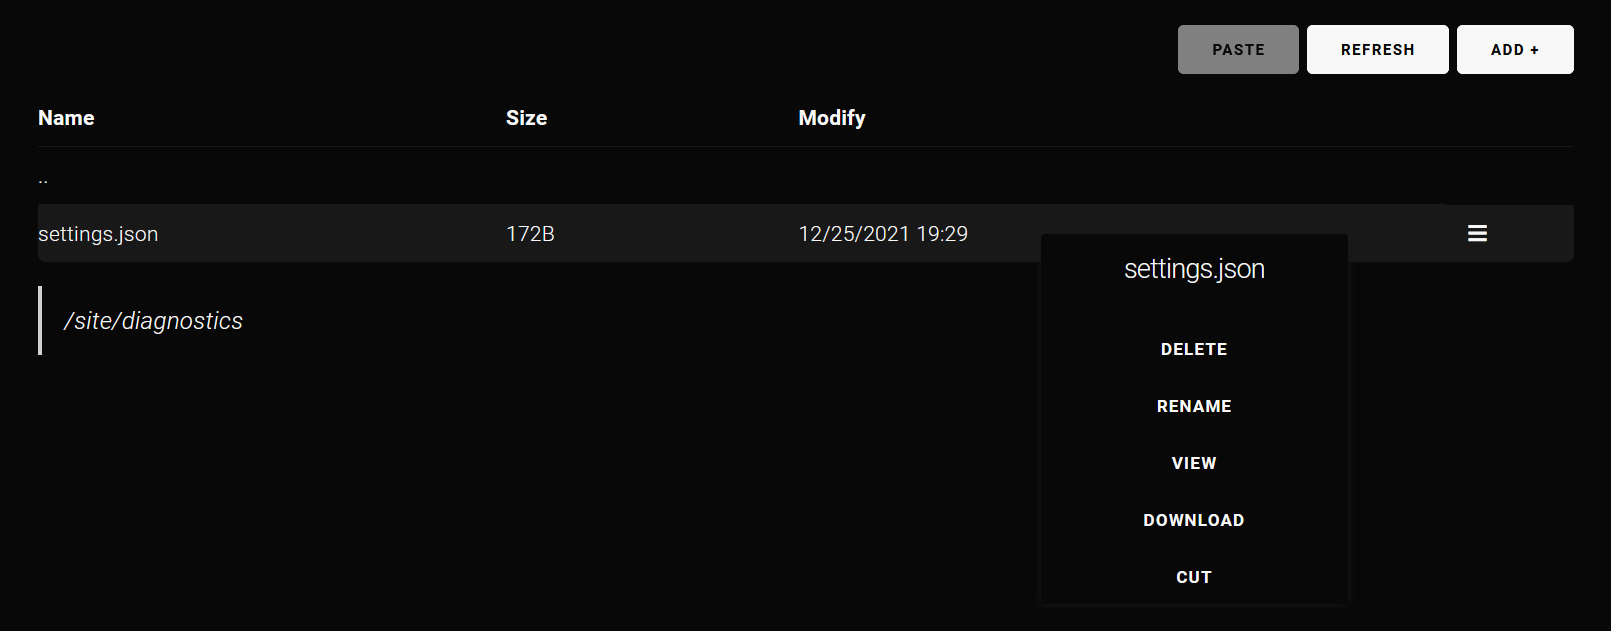 PASTE REFRESH ADD +
Name Size Modify
..
settings.json 172B 12/25/2021 19:29
settings.json
/site/diagnostics
DELETE
RENAME
VIEW
DOWNLOAD
CUT